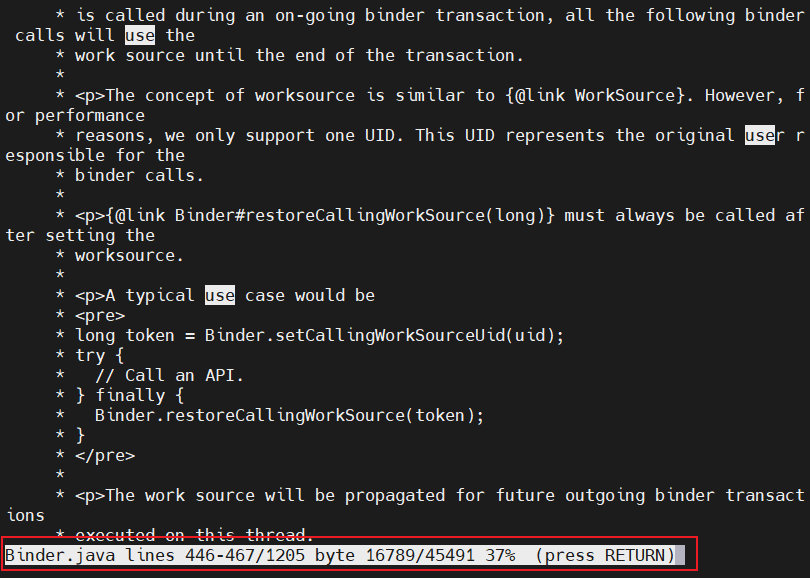 * is called during an on-going binder transaction, all the following binder
 calls will use the
     * work source until the end of the transaction.
     *
     * <p>The concept of worksource is similar to {@link WorkSource}. However, f
or performance
     * reasons, we only support one UID. This UID represents the original user r
esponsible for the
     * binder calls.
     *
     * <p>{@link Binder#restoreCallingWorkSource(long)} must always be called af
ter setting the
     * worksource.
     *
     * <p>A typical use case would be
     * <pre>
     * long token = Binder.setCallingWorkSourceUid(uid);
     * try {
     *   // Call an API.
     * } finally {
     *   Binder.restoreCallingWorkSource(token);
     * }
     * </pre>
     *
     * <p>The work source will be propagated for future outgoing binder transact
ions
     * executed on this thread.
Binder.java lines 446-467/1205 byte 16789/45491 37%  (press RETURN)